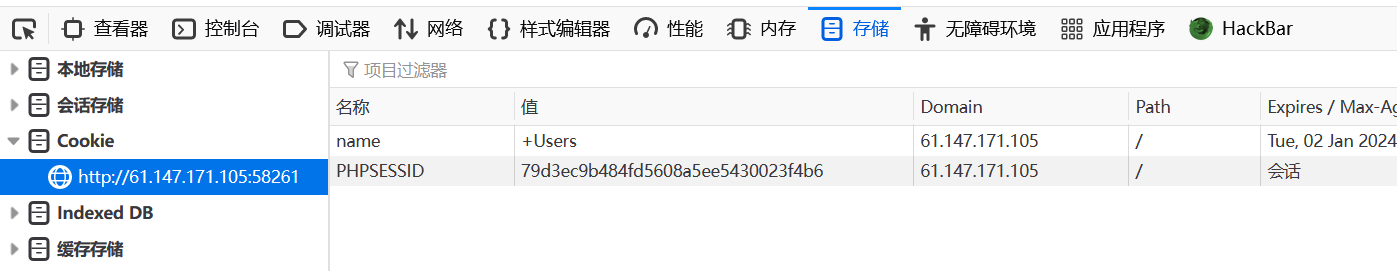 查看器 控制台 调试器 网络 样式编辑器 性能 内存 存储 无障碍环境 应用程序 HackBar
本地存储
会话存储
Cookie
http://61.147.171.105:58261
Indexed DB
缓存存储
项目过滤器
名称 值 Domain Path Expires / Max-Ag
name +Users 61.147.171.105 / Tue, 02 Jan 2024
PHPSESSID 79d3ec9b484fd5608a5ee5430023f4b6 61.147.171.105 / 会话